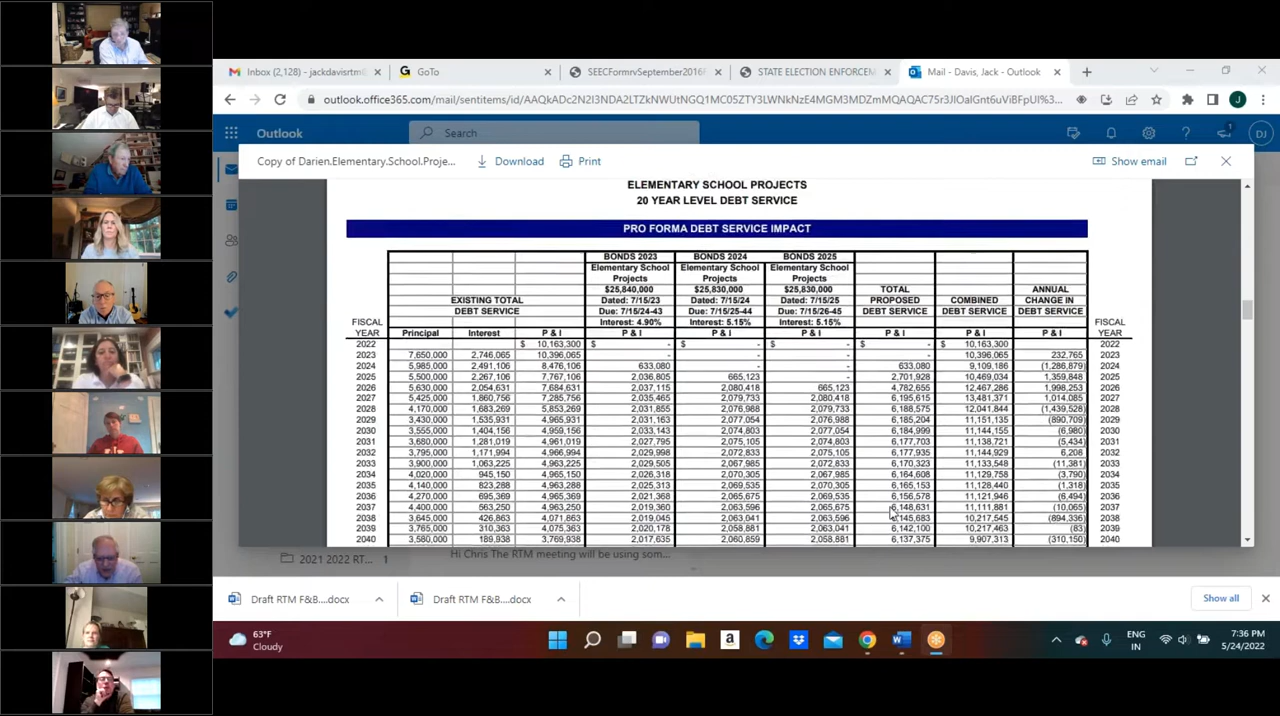 Inbox (2,128) - jackdavisrtm
GoTo
SEECFormrvSeptember2016F
STATE ELECTION ENFORCEM
Mail - Davis, Jack - Outlook
Outlook
Search
DJ
Copy of Darien.Elementary.School.Proje...
Download
Print
Show email
ELEMENTARY SCHOOL PROJECTS
20 YEAR LEVEL DEBT SERVICE
PRO FORMA DEBT SERVICE IMPACT
BONDS 2023 BONDS 2024 BONDS 2025
Elementary School Elementary School Elementary School
Projects Projects Projects
$25,840,000 $25,830,000 $25,830,000 TOTAL ANNUAL
EXISTING TOTAL Dated: 7/15/23 Dated: 7/15/24 Dated: 7/15/25 PROPOSED COMBINED CHANGE IN
DEBT SERVICE Due: 7/15/24-43 Due: 7/15/25-44 Due: 7/15/26-45 DEBT SERVICE DEBT SERVICE DEBT SERVICE
FISCAL Interest: 4.90% Interest: 5.15% Interest: 5.15% FISCAL
YEAR Principal Interest P & I P & I P & I P & I P & I P & I P & I YEAR
2022 $ 10,163,300 $ - $ - $ - $ - $ 10,163,300 2022
2023 7,650,000 2,746,065 10,396,065 - - - - 10,396,065 232,765 2023
2024 5,985,000 2,491,106 8,476,106 633,080 - - 633,080 9,109,186 (1,286,879) 2024
2025 5,500,000 2,267,106 7,767,106 2,036,805 665,123 - 2,701,928 10,469,034 1,359,848 2025
2026 5,630,000 2,054,631 7,684,631 2,037,115 2,080,418 665,123 4,782,655 12,467,286 1,998,253 2026
2027 5,425,000 1,860,756 7,285,756 2,035,465 2,079,733 2,080,418 6,195,615 13,481,371 1,014,085 2027
2028 4,170,000 1,683,269 5,853,269 2,031,855 2,076,988 2,079,733 6,188,575 12,041,844 (1,439,528) 2028
2029 3,430,000 1,535,931 4,965,931 2,031,163 2,077,054 2,076,988 6,185,204 11,151,135 (890,709) 2029
2030 3,555,000 1,404,156 4,959,156 2,033,143 2,074,803 2,077,054 6,184,999 11,144,155 (6,980) 2030
2031 3,680,000 1,281,019 4,961,019 2,027,795 2,075,105 2,074,803 6,177,703 11,138,721 (5,434) 2031
2032 3,795,000 1,171,994 4,966,994 2,029,998 2,072,833 2,075,105 6,177,935 11,144,929 6,208 2032
2033 3,900,000 1,063,225 4,963,225 2,029,505 2,067,985 2,072,833 6,170,323 11,133,548 (11,381) 2033
2034 4,020,000 945,150 4,965,150 2,026,318 2,070,305 2,067,985 6,164,608 11,129,758 (3,790) 2034
2035 4,140,000 823,288 4,963,288 2,025,313 2,069,535 2,070,305 6,165,153 11,128,440 (1,318) 2035
2036 4,270,000 695,369 4,965,369 2,021,368 2,065,675 2,069,535 6,156,578 11,121,946 (6,494) 2036
2037 4,400,000 563,250 4,963,250 2,019,360 2,063,596 2,065,675 6,148,631 11,111,881 (10,065) 2037
2038 3,645,000 426,863 4,071,863 2,019,045 2,063,041 2,063,596 6,145,683 10,217,545 (894,336) 2038
2039 3,765,000 310,363 4,075,363 2,020,178 2,058,881 2,063,041 6,142,100 10,217,463 (83) 2039
2040 3,580,000 189,938 3,769,938 2,017,635 2,060,859 2,058,881 6,137,375 9,907,313 (310,150) 2040
2021 2022 RT... 1
Hi Chris The RTM meeting will be using som...
Draft RTM F&B....docx
Draft RTM F&B....docx
Show all
63°F
Cloudy
ENG
IN
7:36 PM
5/24/2022